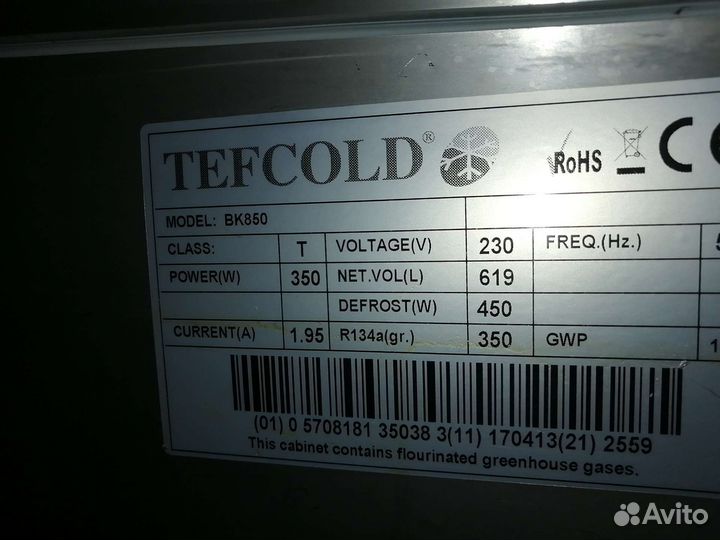 TEFCOLD® RoHS CE
MODEL: BK850
CLASS: T VOLTAGE(V) 230 FREQ.(Hz.)
POWER(W) 350 NET.VOL(L) 619
DEFROST(W) 450
CURRENT(A) 1.95 R134a(gr.) 350 GWP
(01) 0 5708181 35038 3(11) 170413(21) 2559
This cabinet contains flourinated greenhouse gases.
Avito